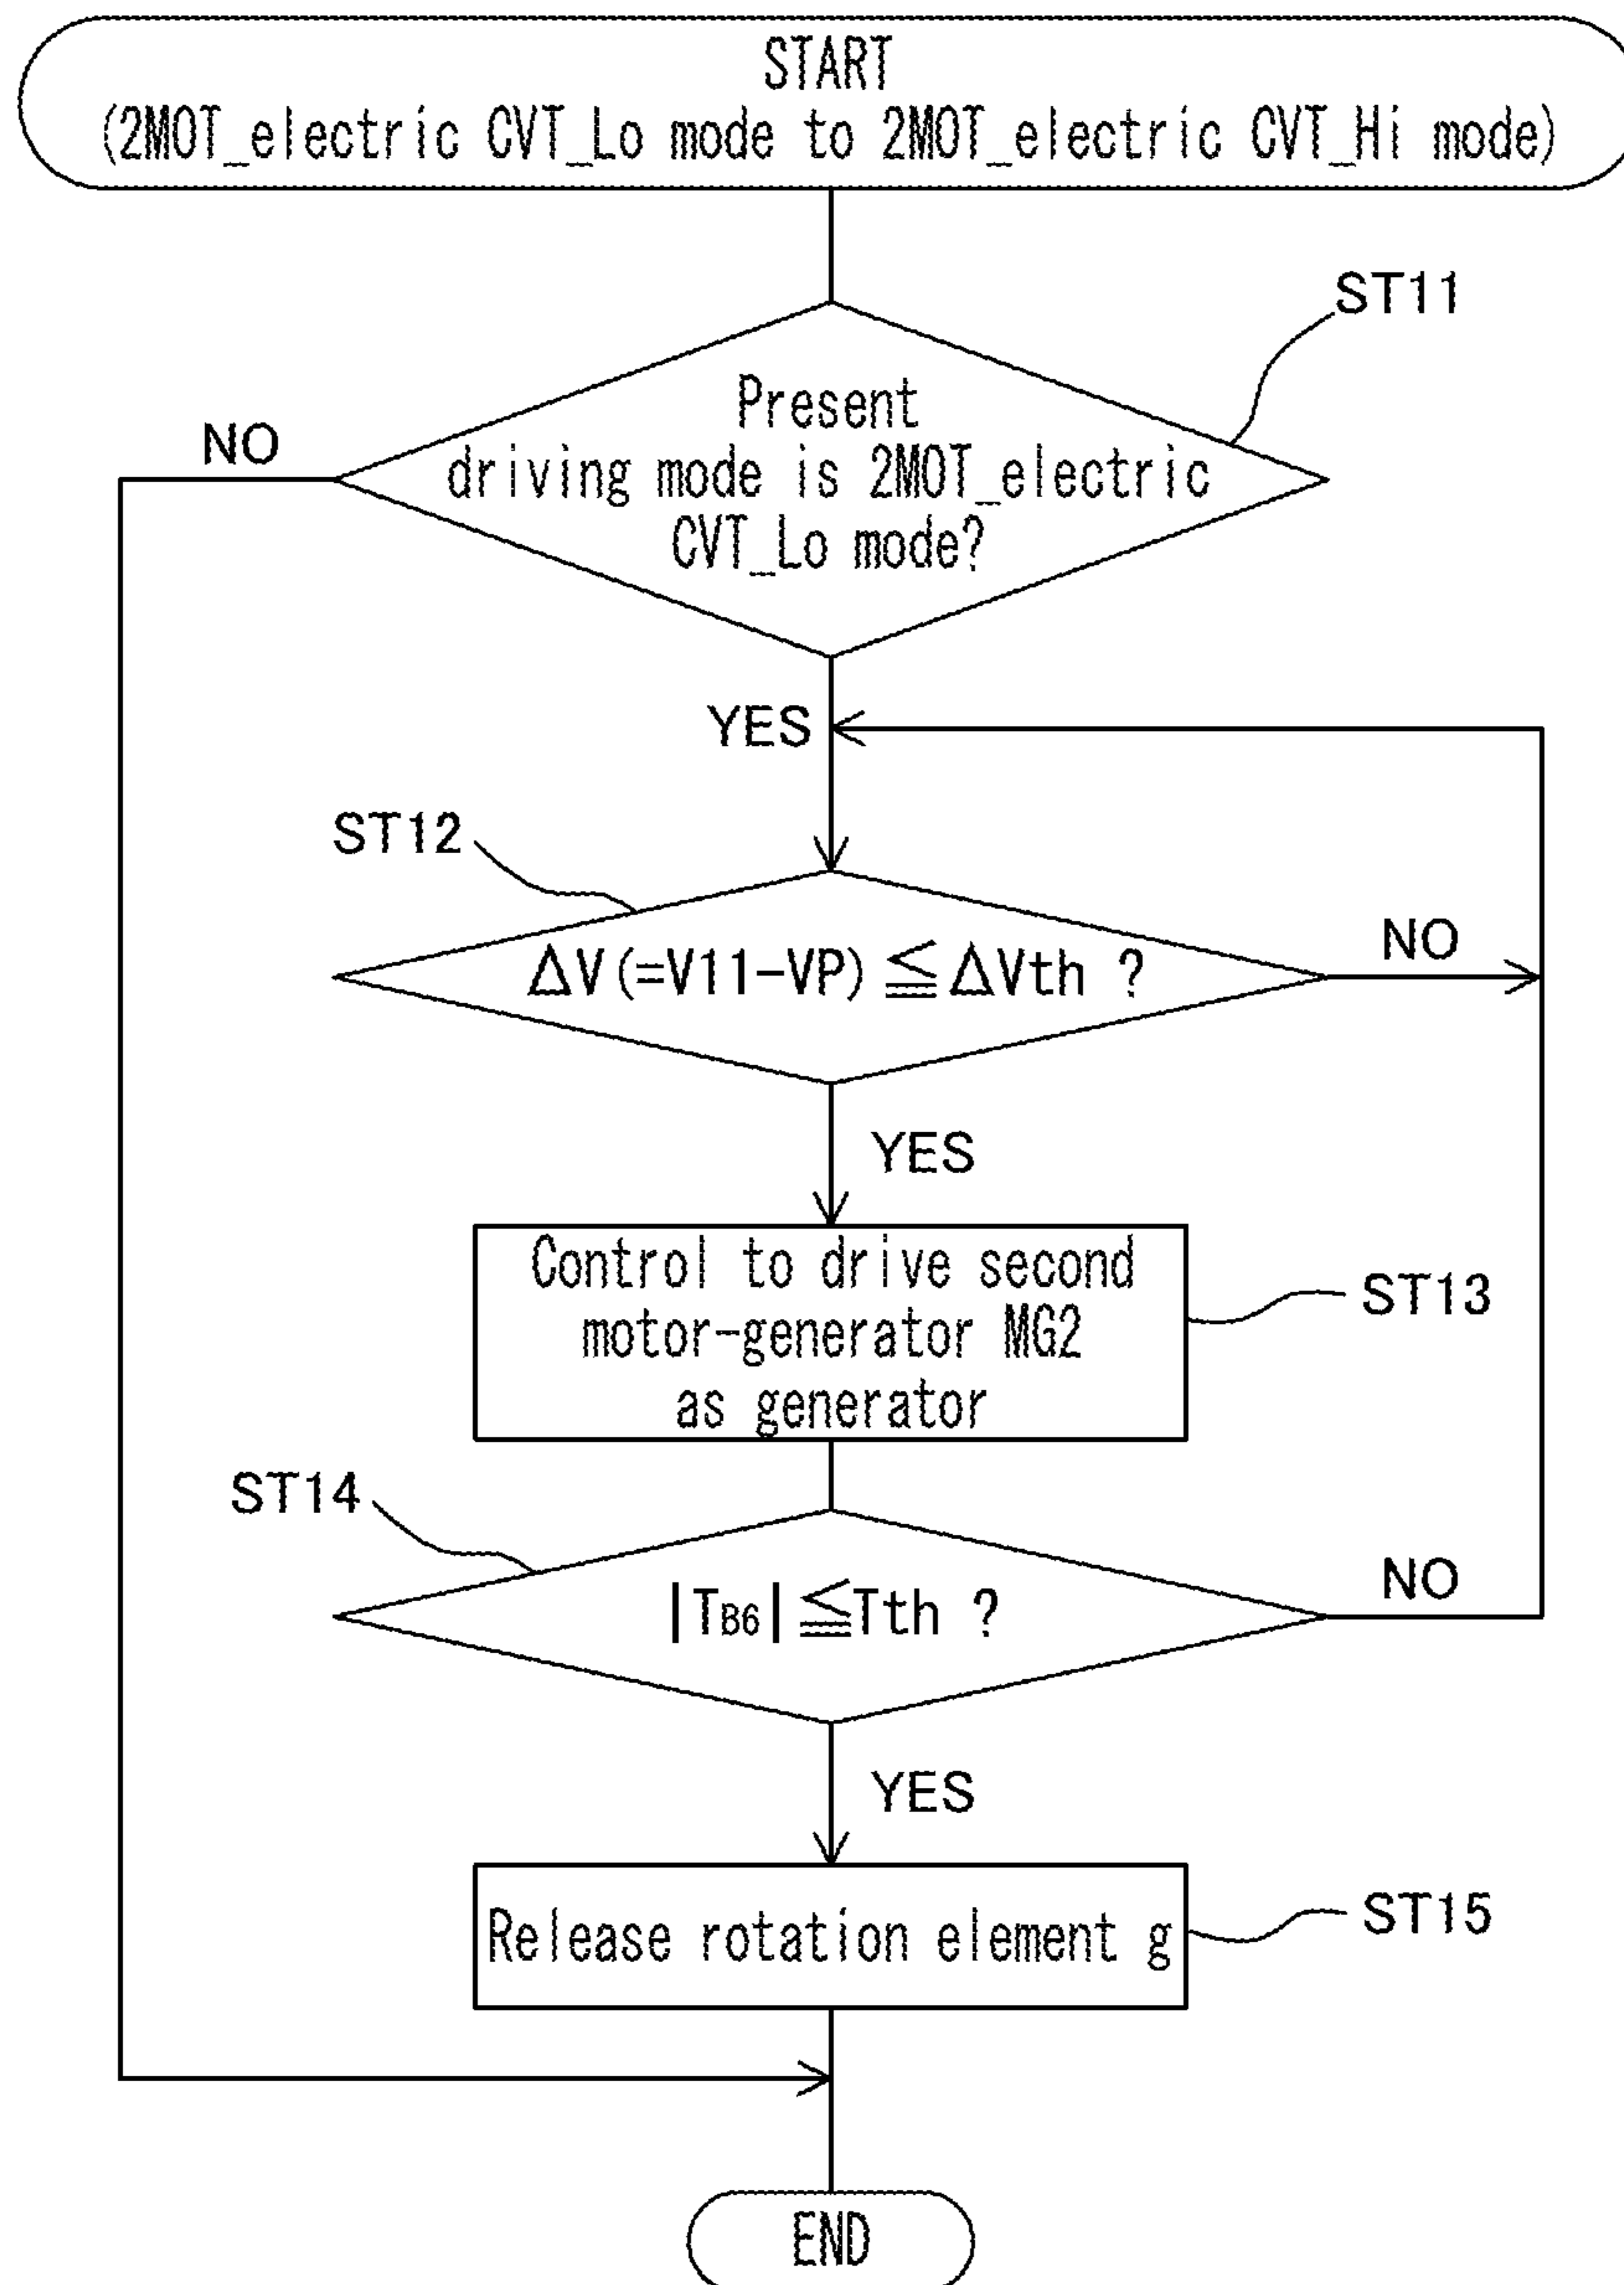 START
(2MOT_electric CVT_Lo mode to 2MOT_electric CVT_Hi mode)
ST11
Present
driving mode is 2MOT_electric
CVT_Lo mode?
NO
YES
ST12
ΔV(=V11-VP)≦ΔVth ?
NO
YES
Control to drive second
motor-generator MG2
as generator
ST13
ST14
|TB6|≦Tth ?
NO
YES
Release rotation element g
ST15
END